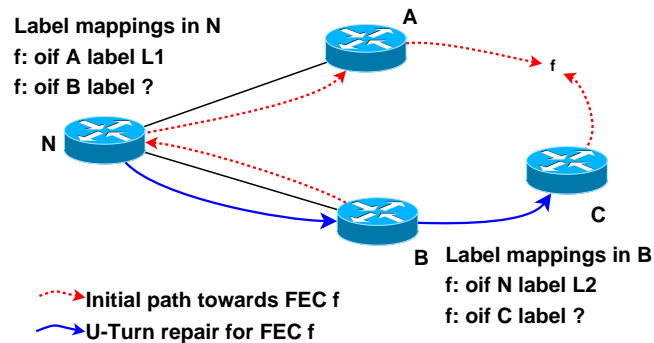 Label mappings in N
f: oif A label L1
f: oif B label ?
A
f
N
B
C
Label mappings in B
f: oif N label L2
f: oif C label ?
Initial path towards FEC f
U-Turn repair for FEC f